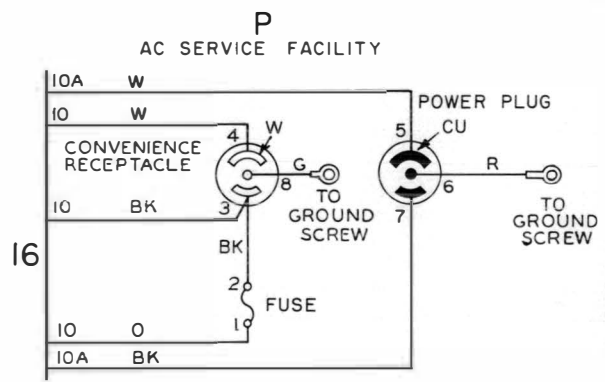 P
AC SERVICE FACILITY
10A W
10 W
POWER PLUG
4 W 5 CU
CONVENIENCE
RECEPTACLE
G
8
R
6
TO
GROUND
SCREW
TO
GROUND
SCREW
10 BK 3 7
16
BK
2
FUSE
1
10 O
10A BK